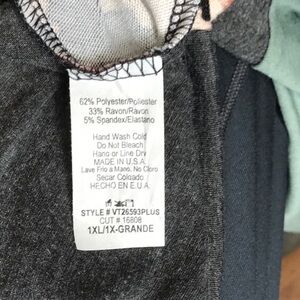 62% Polyester/Poliester
33% Rayon/Rayon
5% Spandex/Elastano
Hand Wash Cold
Do Not Bleach
Hang or Line Dry
MADE IN U.S.A.
Lave Frio a Mano, No Cloro
Secar Colgado
HECHO EN E.U.A.
STYLE # VT26593PLUS
CUT # 16808
1XL/1X-GRANDE